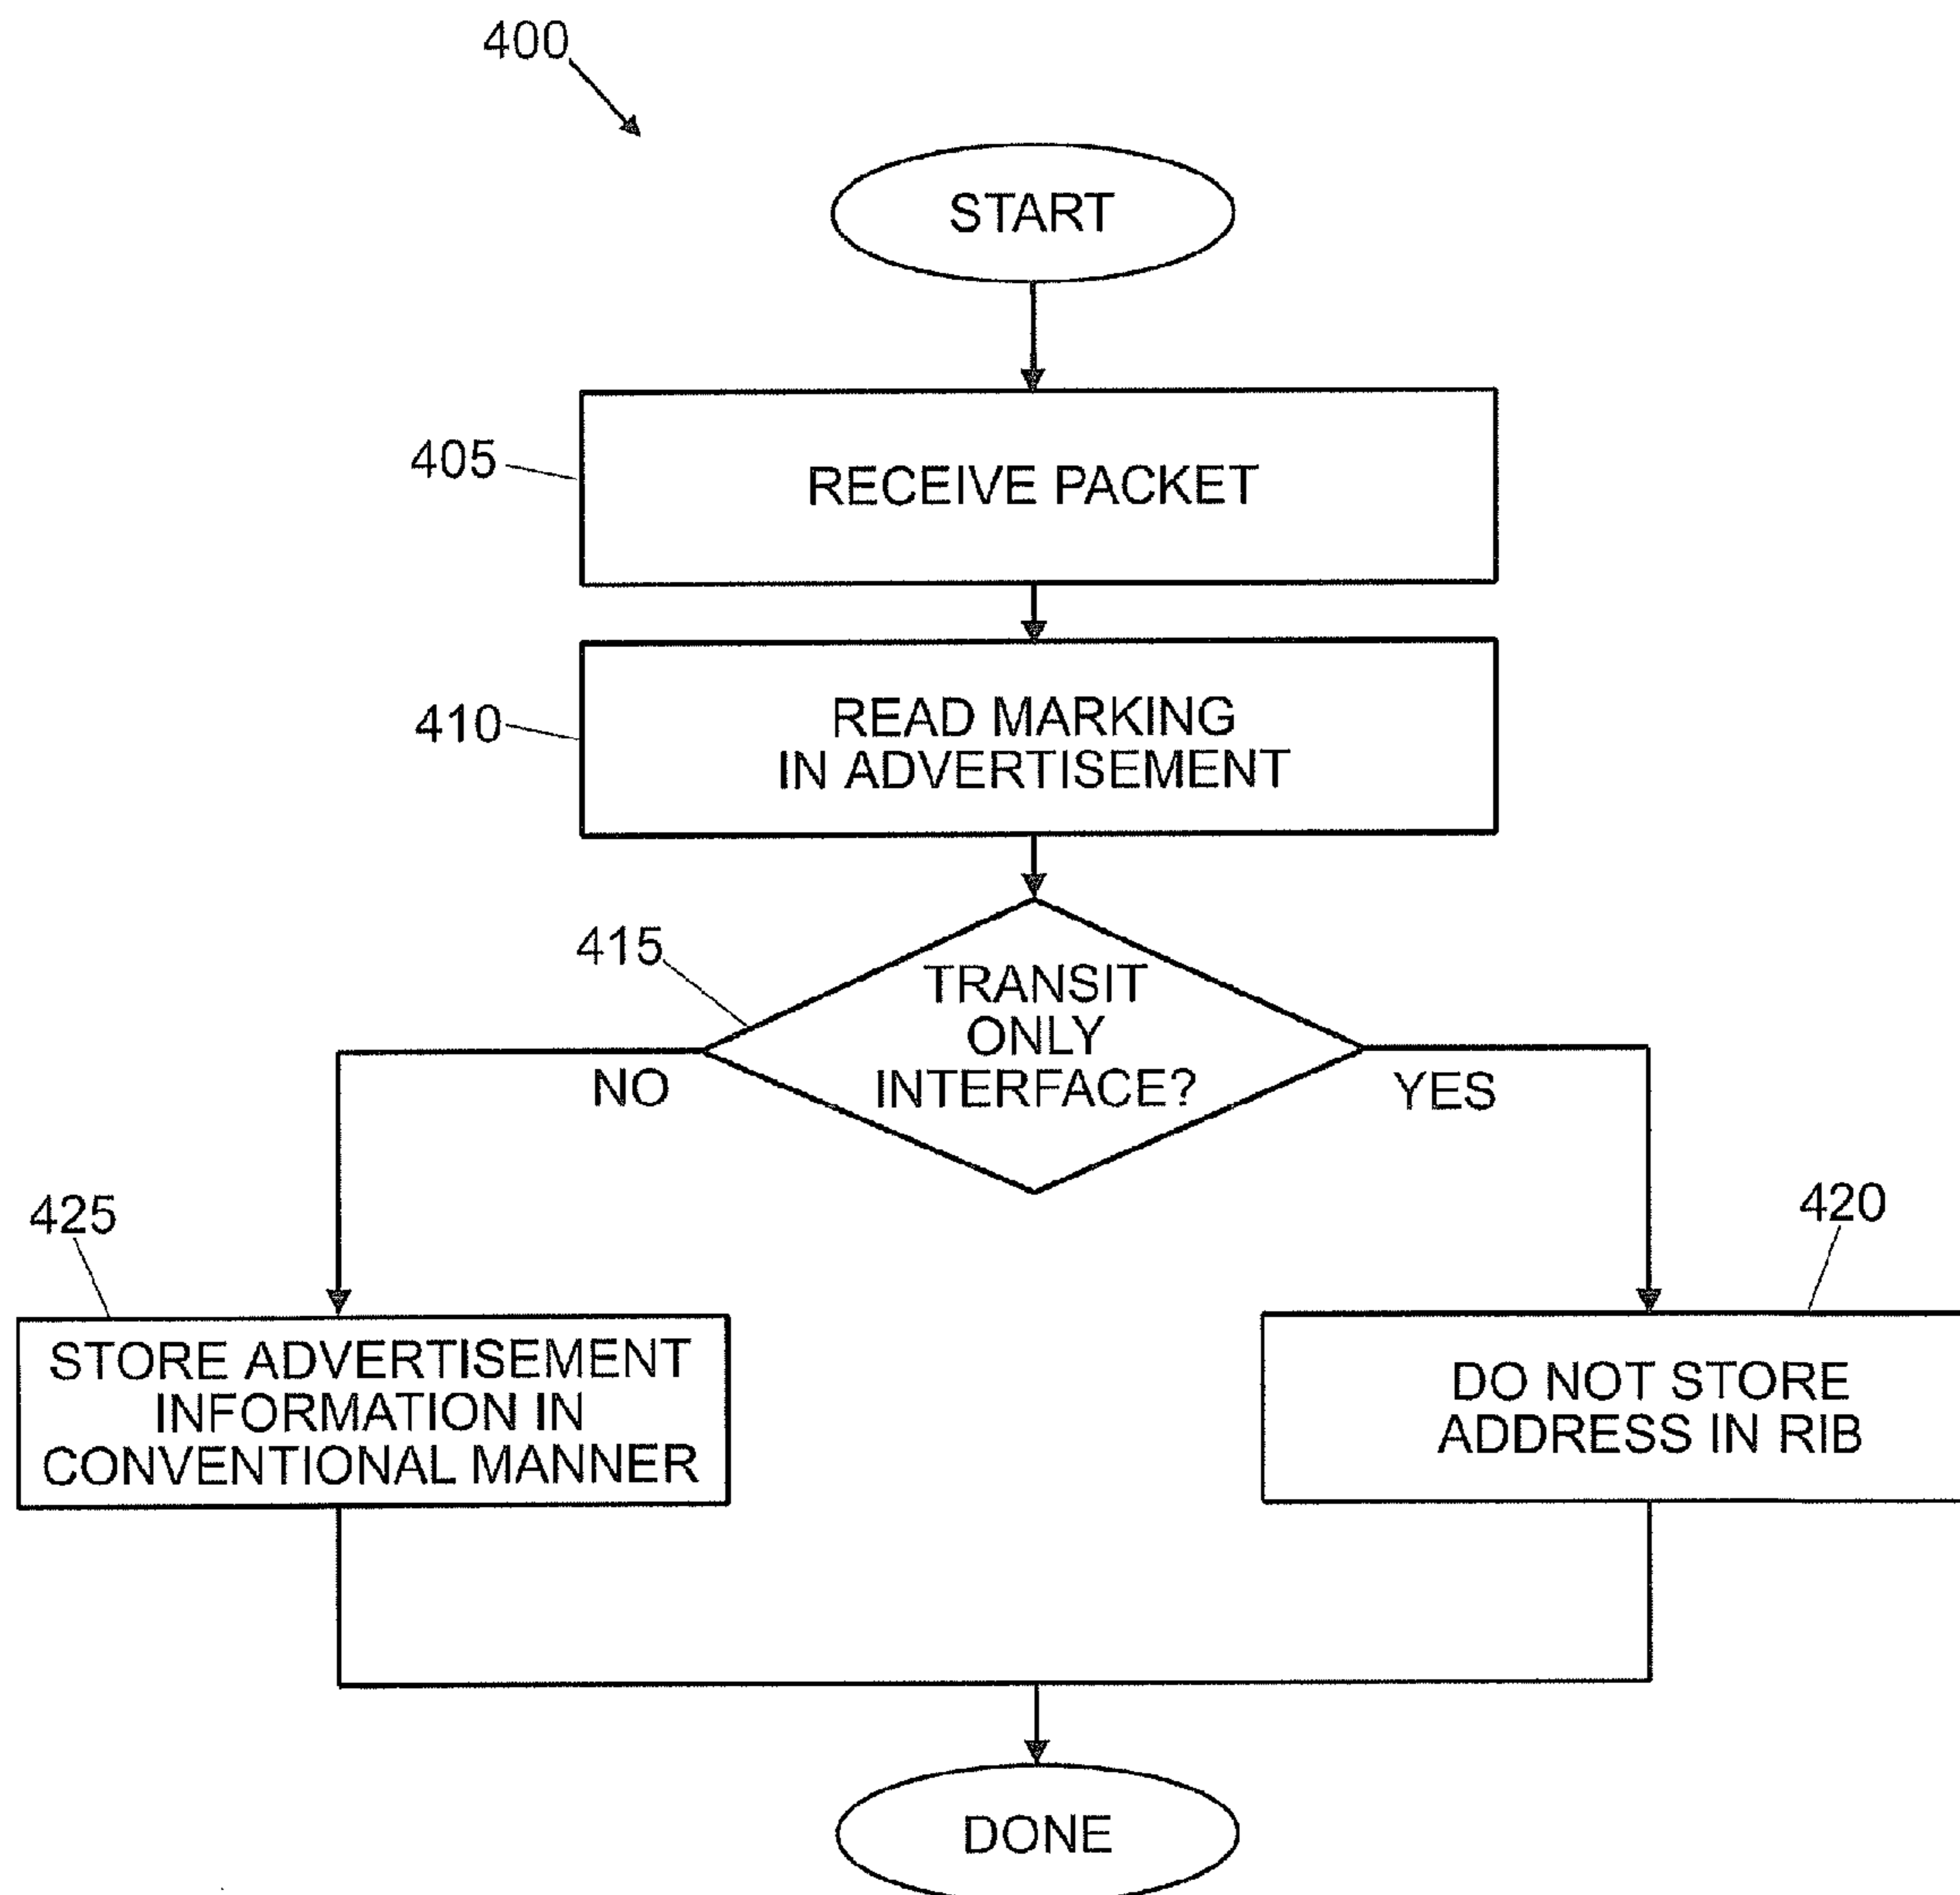 400
START
405
RECEIVE PACKET
410
READ MARKING
IN ADVERTISEMENT
415
TRANSIT
ONLY
INTERFACE?
NO
YES
425
420
STORE ADVERTISEMENT
INFORMATION IN
CONVENTIONAL MANNER
DO NOT STORE
ADDRESS IN RIB
DONE